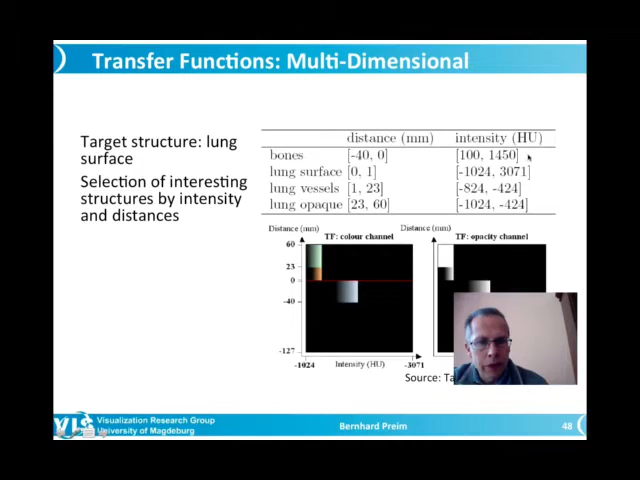 Transfer Functions: Multi-Dimensional
Target structure: lung
surface
Selection of interesting
structures by intensity
and distances
distance (mm) intensity (HU)
bones [-40, 0] [100, 1450]
lung surface [0, 1] [-1024, 3071]
lung vessels [1, 23] [-824, -424]
lung opaque [23, 60] [-1024, -424]
Distance (mm) Distance (mm)
TF: colour channel TF: opacity channel
60
23
0
-40
-127
-1024 Intensity (HU) -3071
Source: Ta
VIS Visualization Research Group
University of Magdeburg
Bernhard Preim
48